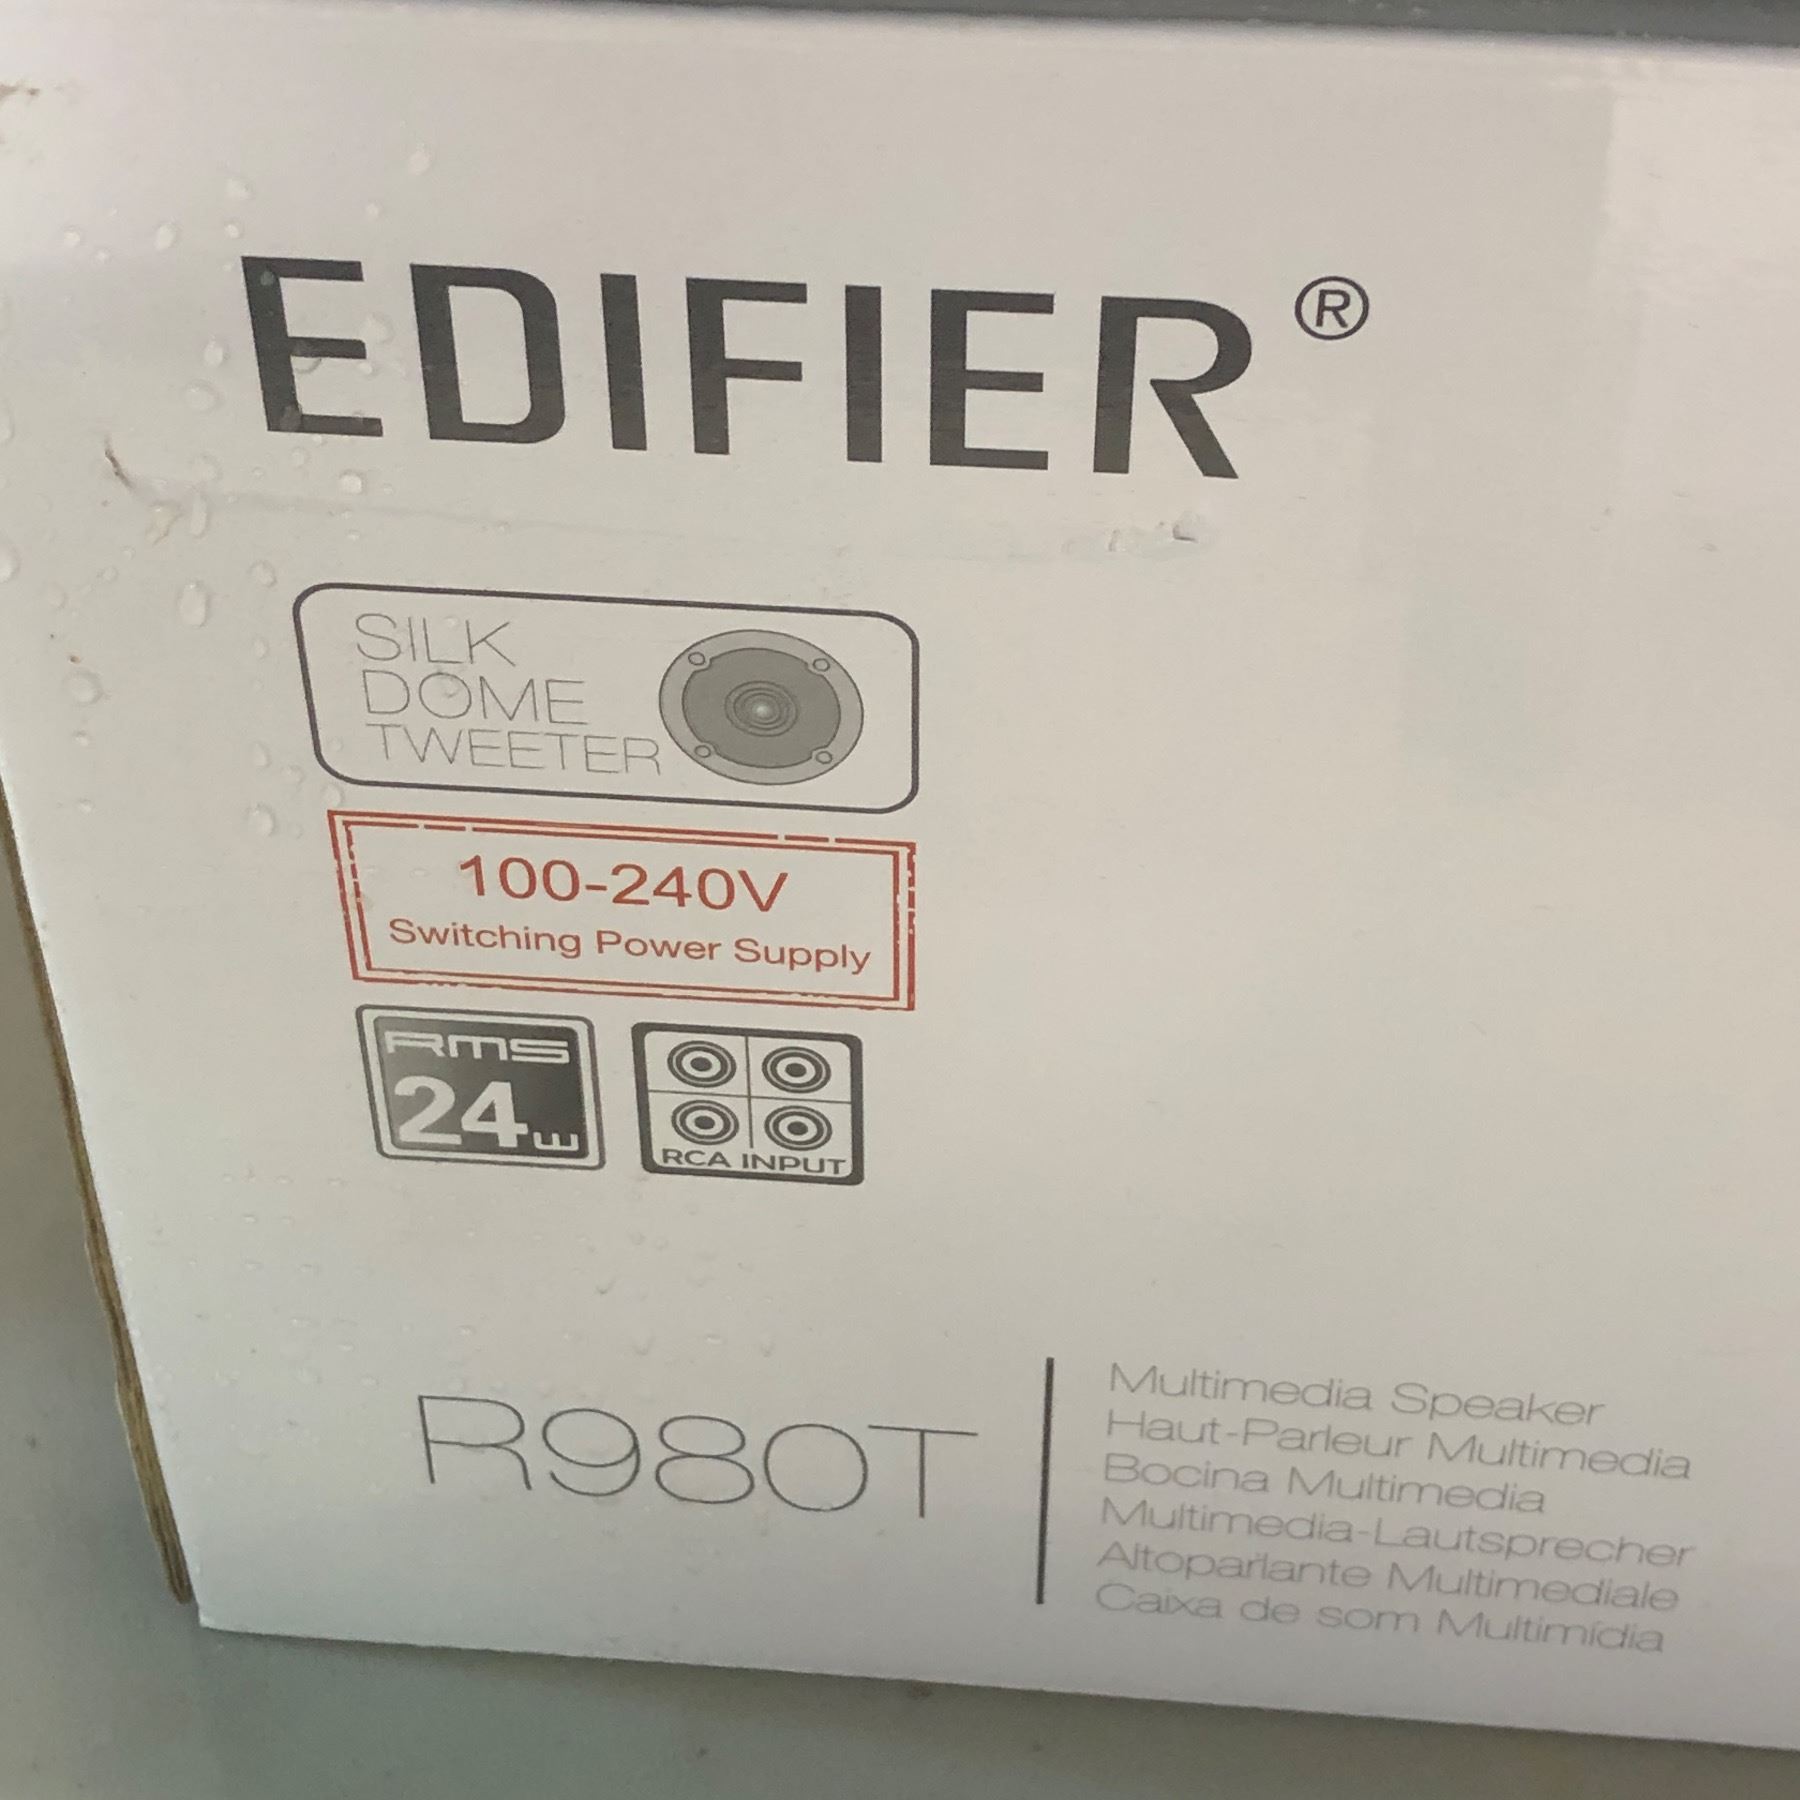 EDIFIER®
SILK
DOME
TWEETER
100-240V
Switching Power Supply
RMS
24W
RCA INPUT
R980T
Multimedia Speaker
Haut-Parleur Multimedia
Bocina Multimedia
Multimedia-Lautsprecher
Altoparlante Multimediale
Caixa de som Multimídia